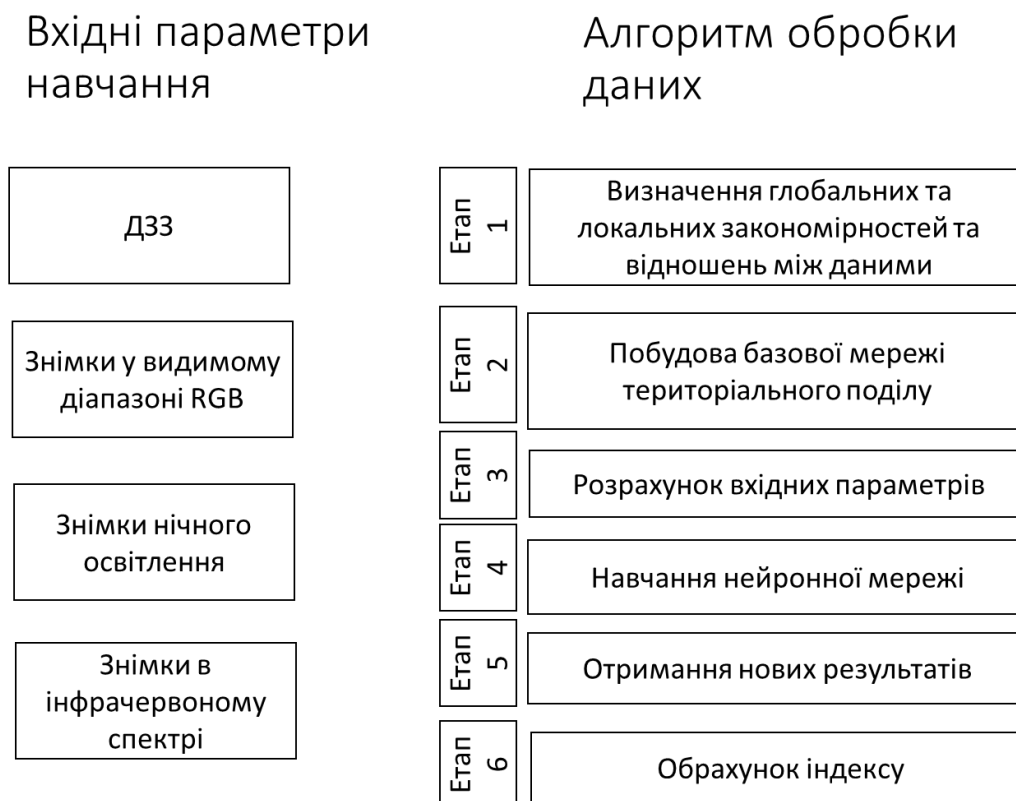 Вхідні параметри
навчання
ДЗЗ
Знімки у видимому
діапазоні RGB
Знімки нічного
освітлення
Знімки в
інфрачервоному
спектрі
Алгоритм обробки
даних
Етап
1
Визначення глобальних та
локальних закономірностей та
відношень між даними
Етап
2
Побудова базової мережі
територіального поділу
Етап
3
Розрахунок вхідних параметрів
Етап
4
Навчання нейронної мережі
Етап
5
Отримання нових результатів
Етап
6
Обрахунок індексу